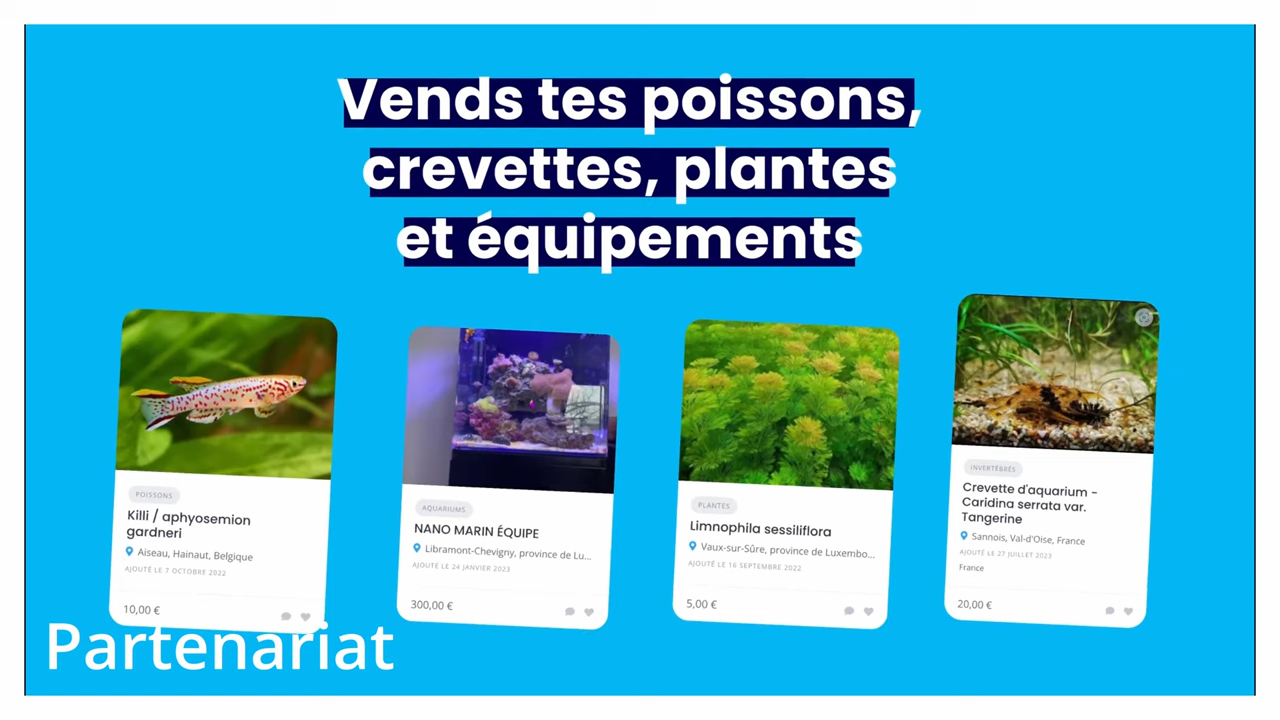 Vends tes poissons,
crevettes, plantes
et équipements
POISSONS
Killi / aphyosemion
gardneri
Aiseau, Hainaut, Belgique
AJOUTÉ LE 7 OCTOBRE 2022
10,00 €
AQUARIUMS
NANO MARIN ÉQUIPE
Libramont-Chevigny, province de Lu...
AJOUTÉ LE 24 JANVIER 2023
300,00 €
PLANTES
Limnophila sessiliflora
Vaux-sur-Sûre, province de Luxembo...
AJOUTÉ LE 16 SEPTEMBRE 2022
5,00 €
INVERTÉBRÉS
Crevette d'aquarium -
Caridina serrata var.
Tangerine
Sannois, Val-d'Oise, France
AJOUTÉ LE 27 JUILLET 2023
France
20,00 €
Partenariat